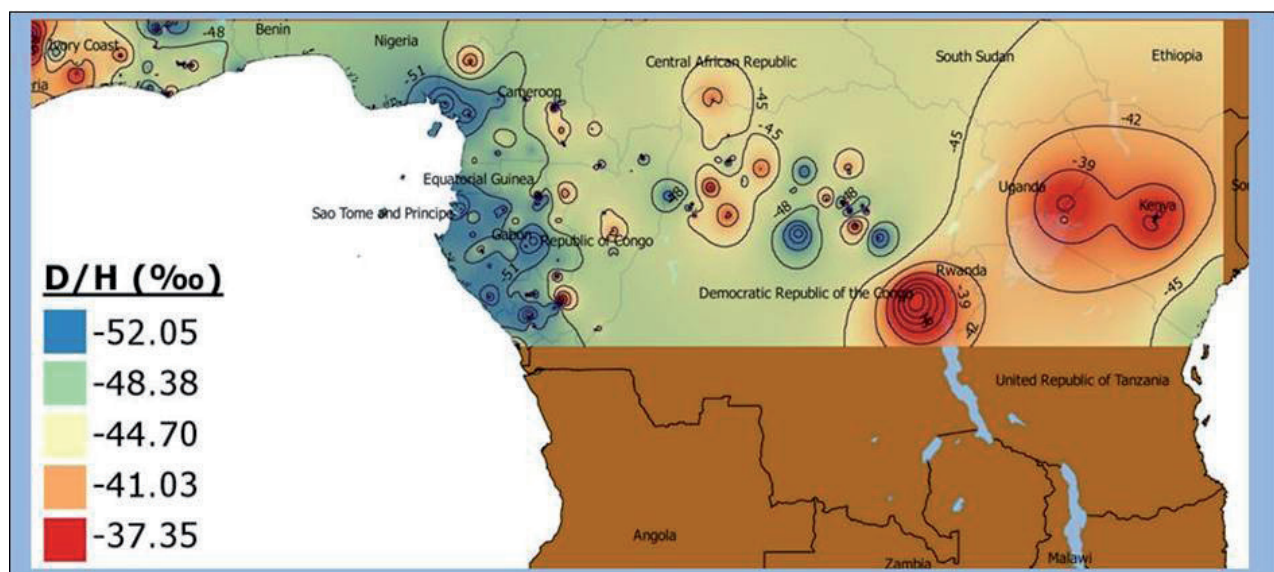 -48
Benin
Ivory Coast
Nigeria
South Sudan
Ethiopia
Central African Republic
-51
Cameroon
-45
-45
-45
-42
-39
Equatorial Guinea
-48
-48
-48
Uganda
Kenya
Sao Tome and Principe
Gabon
Republic of Congo
-51
D/H (‰)
-52.05
-48.38
-44.70
-41.03
-37.35
Rwanda
Democratic Republic of the Congo
-39
-42
-45
United Republic of Tanzania
Angola
Zambia
Malawi